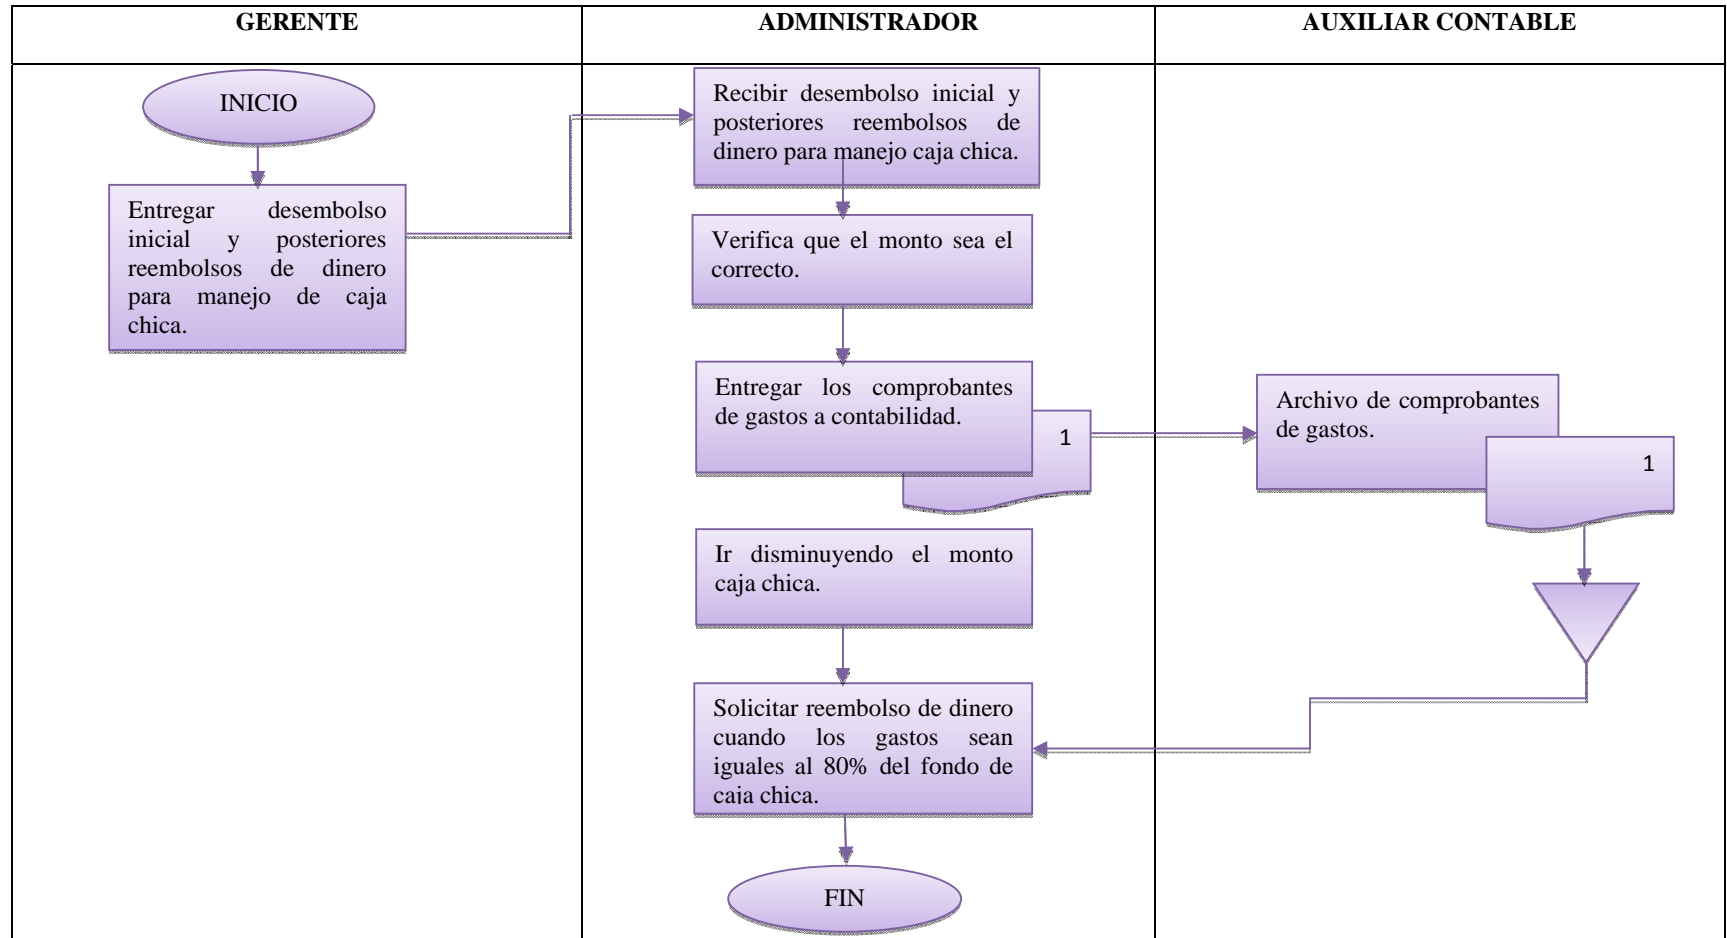 GERENTE
ADMINISTRADOR
AUXILIAR CONTABLE
INICIO
Entregar desembolso
inicial y posteriores
reembolsos de dinero
para manejo de caja
chica.
Recibir desembolso inicial y
posteriores reembolsos de
dinero para manejo caja chica.
Verifica que el monto sea el
correcto.
Entregar los comprobantes
de gastos a contabilidad.
1
Archivo de comprobantes
de gastos.
1
Ir disminuyendo el monto
caja chica.
Solicitar reembolso de dinero
cuando los gastos sean
iguales al 80% del fondo de
caja chica.
FIN